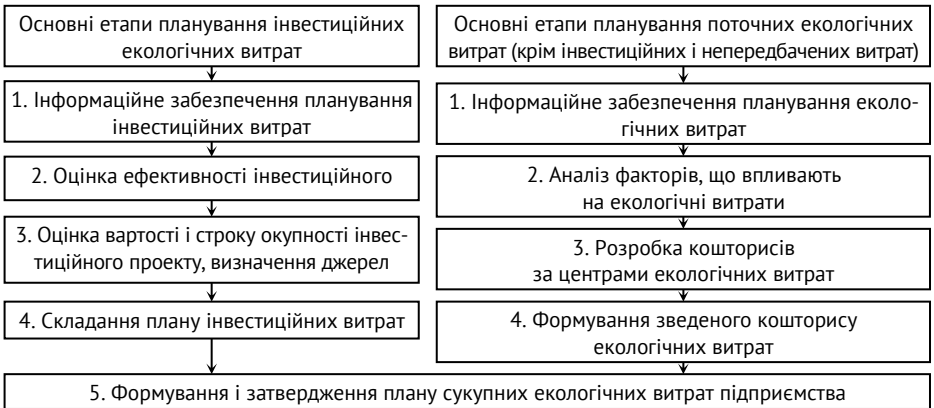 Основні етапи планування інвестиційних
екологічних витрат
1. Інформаційне забезпечення планування
інвестиційних витрат
2. Оцінка ефективності інвестиційного
3. Оцінка вартості і строку окупності інвес-
тиційного проекту, визначення джерел
4. Складання плану інвестиційних витрат
Основні етапи планування поточних екологічних
витрат (крім інвестиційних і непередбачених витрат)
1. Інформаційне забезпечення планування еколо-
гічних витрат
2. Аналіз факторів, що впливають
на екологічні витрати
3. Розробка кошторисів
за центрами екологічних витрат
4. Формування зведеного кошторису
екологічних витрат
5. Формування і затвердження плану сукупних екологічних витрат підприємства